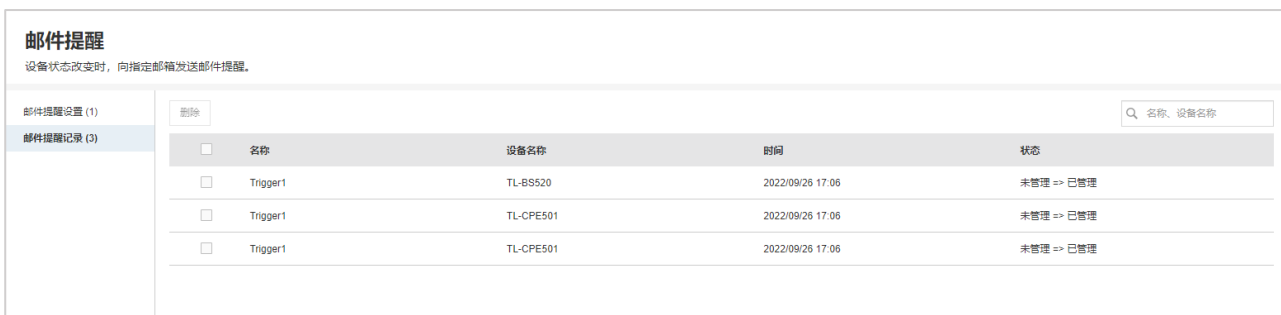 邮件提醒
设备状态改变时，向指定邮箱发送邮件提醒。
邮件提醒设置 (1)
邮件提醒记录 (3)
删除
名称、设备名称
名称 设备名称 时间 状态
Trigger1 TL-BS520 2022/09/26 17:06 未管理 => 已管理
Trigger1 TL-CPE501 2022/09/26 17:06 未管理 => 已管理
Trigger1 TL-CPE501 2022/09/26 17:06 未管理 => 已管理